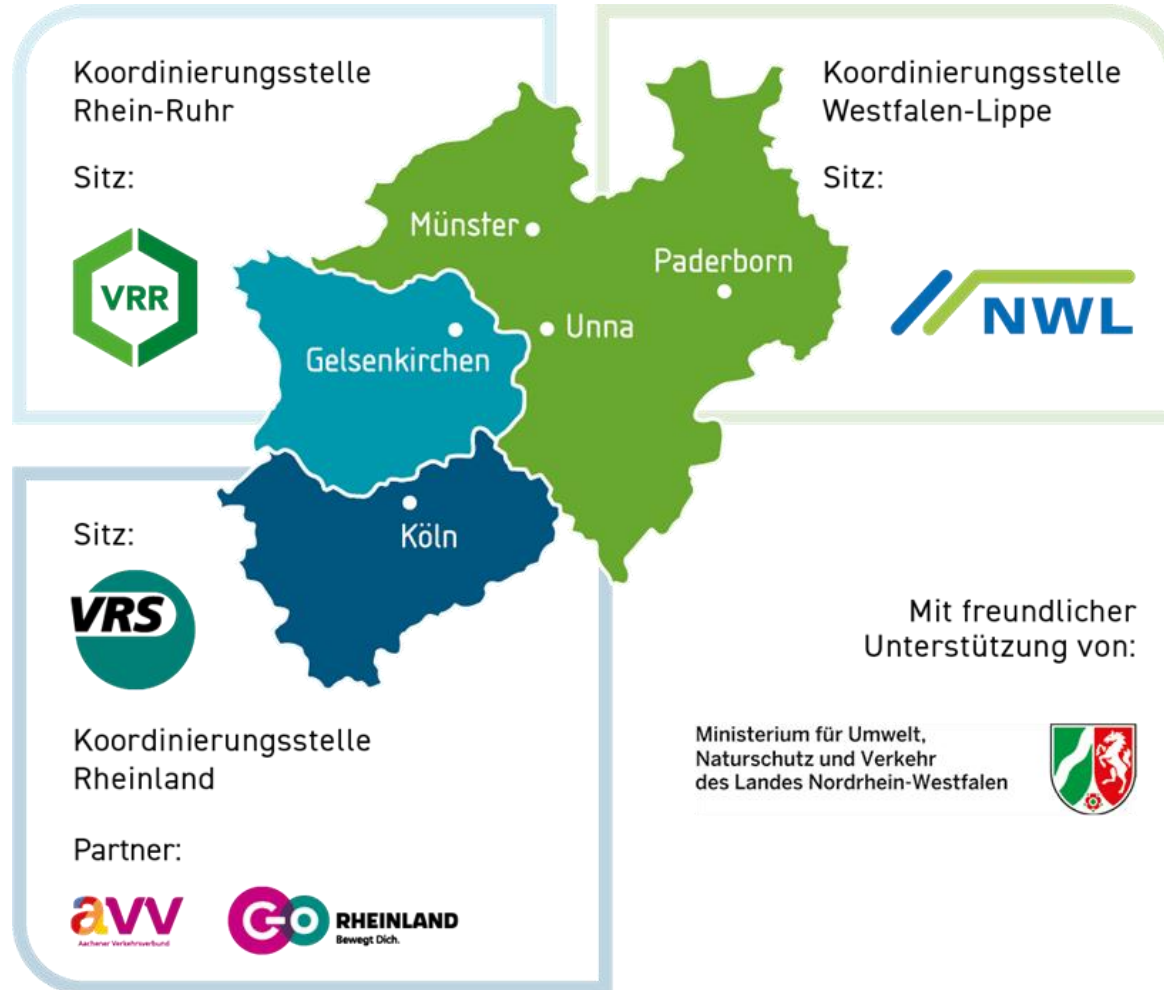 Koordinierungsstelle
Rhein-Ruhr
Sitz:
VRR
Koordinierungsstelle
Westfalen-Lippe
Sitz:
NWL
Münster
Paderborn
Unna
Gelsenkirchen
Köln
Sitz:
VRS
Koordinierungsstelle
Rheinland
Partner:
avv
Aachener Verkehrsverbund
GO RHEINLAND
Bewegt Dich.
Mit freundlicher
Unterstützung von:
Ministerium für Umwelt,
Naturschutz und Verkehr
des Landes Nordrhein-Westfalen